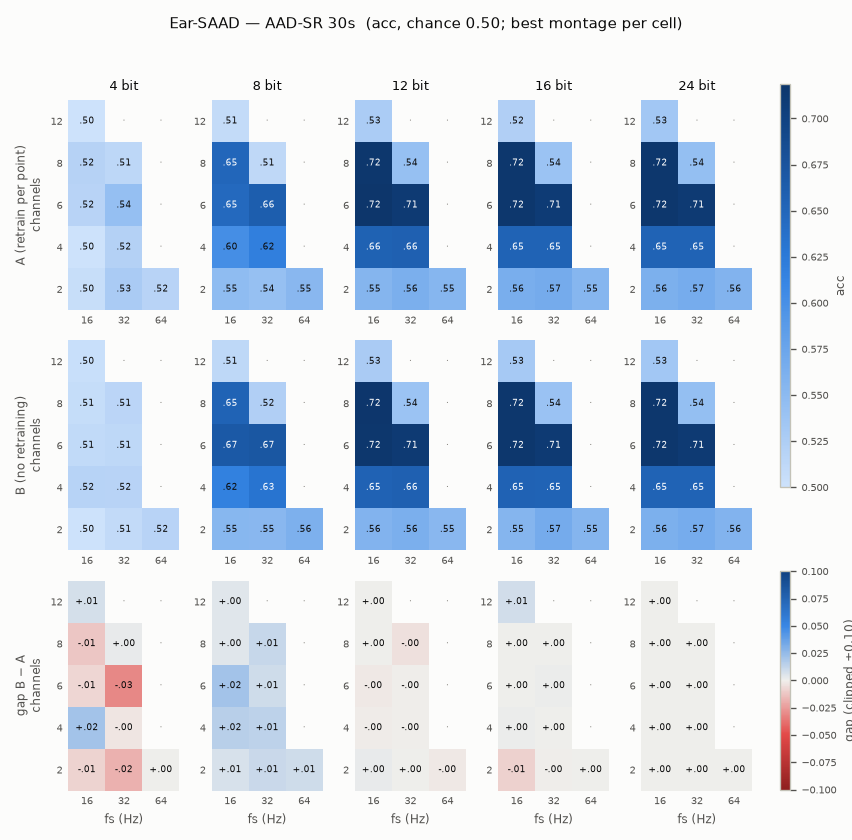 Ear-SAAD — AAD-SR 30s (acc, chance 0.50; best montage per cell)
4 bit 8 bit 12 bit 16 bit 24 bit
A (retrain per point)
channels
12 .50 12 .51 12 .53 12 .52 12 .53
8 .52 .51 8 .65 .51 8 .72 .54 8 .72 .54 8 .72 .54
6 .52 .54 6 .65 .66 6 .72 .71 6 .72 .71 6 .72 .71
4 .50 .52 4 .60 .62 4 .66 .66 4 .65 .65 4 .65 .65
2 .50 .53 .52 2 .55 .54 .55 2 .55 .56 .55 2 .56 .57 .55 2 .56 .57 .56
16 32 64 16 32 64 16 32 64 16 32 64 16 32 64
0.700
0.675
0.650
0.625
0.600
0.575
0.550
0.525
0.500
acc
B (no retraining)
channels
12 .50 12 .51 12 .53 12 .53 12 .53
8 .51 .51 8 .65 .52 8 .72 .54 8 .72 .54 8 .72 .54
6 .51 .51 6 .67 .67 6 .72 .71 6 .72 .71 6 .72 .71
4 .52 .52 4 .62 .63 4 .65 .66 4 .65 .65 4 .65 .65
2 .50 .51 .52 2 .55 .55 .56 2 .56 .56 .55 2 .55 .57 .55 2 .56 .57 .56
16 32 64 16 32 64 16 32 64 16 32 64 16 32 64
gap B − A
channels
12 +.01 12 +.00 12 +.00 12 +.01 12 +.00
8 -.01 +.00 8 +.00 +.01 8 +.00 -.00 8 +.00 +.00 8 +.00 +.00
6 -.01 -.03 6 +.02 +.01 6 -.00 -.00 6 +.00 +.00 6 +.00 +.00
4 +.02 -.00 4 +.02 +.01 4 -.00 -.00 4 +.00 +.00 4 +.00 +.00
2 -.01 -.02 +.00 2 +.01 +.01 +.01 2 +.00 +.00 -.00 2 -.01 -.00 +.00 2 +.00 +.00 +.00
16 32 64 16 32 64 16 32 64 16 32 64 16 32 64
fs (Hz) fs (Hz) fs (Hz) fs (Hz) fs (Hz)
0.100
0.075
0.050
0.025
0.000
−0.025
−0.050
−0.075
−0.100
gap (clipped ±0.10)